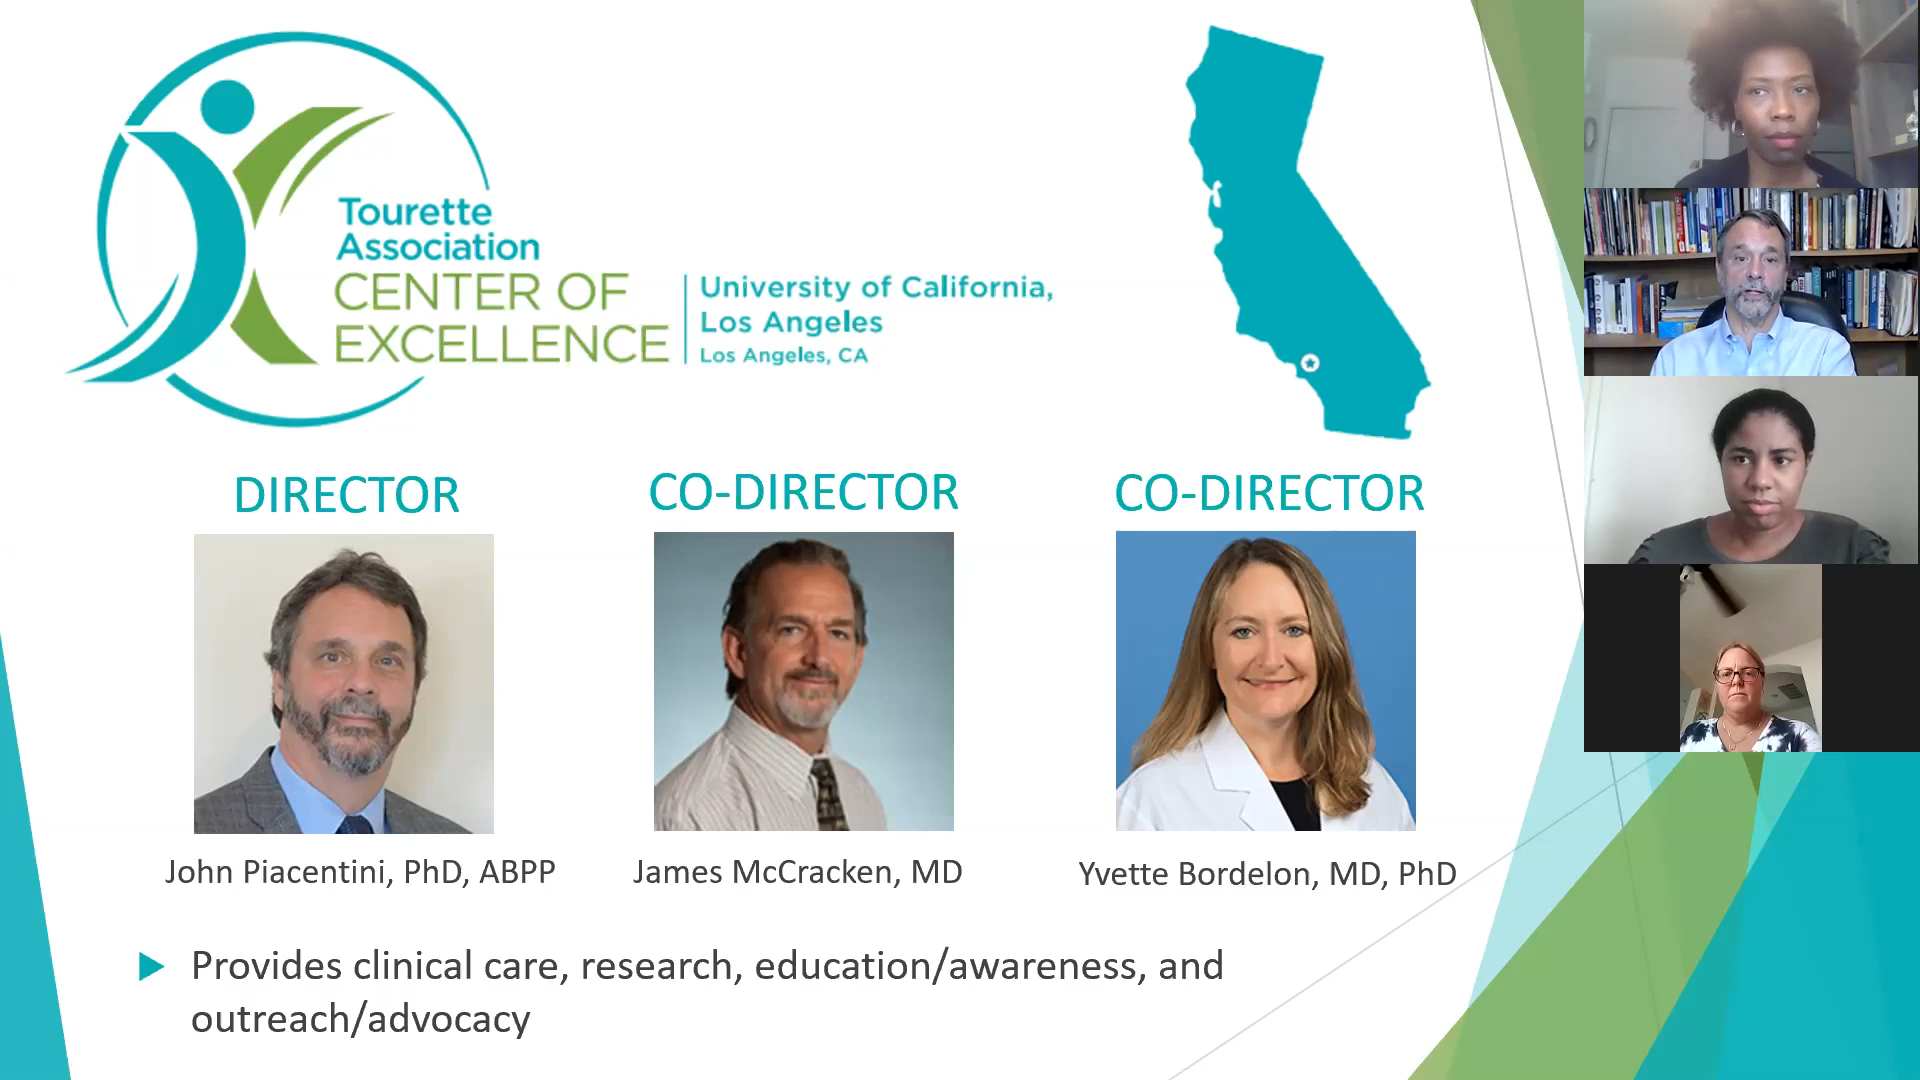 Tourette
Association
CENTER OF
EXCELLENCE
University of California,
Los Angeles
Los Angeles, CA
DIRECTOR
CO-DIRECTOR
CO-DIRECTOR
John Piacentini, PhD, ABPP
James McCracken, MD
Yvette Bordelon, MD, PhD
Provides clinical care, research, education/awareness, and
outreach/advocacy